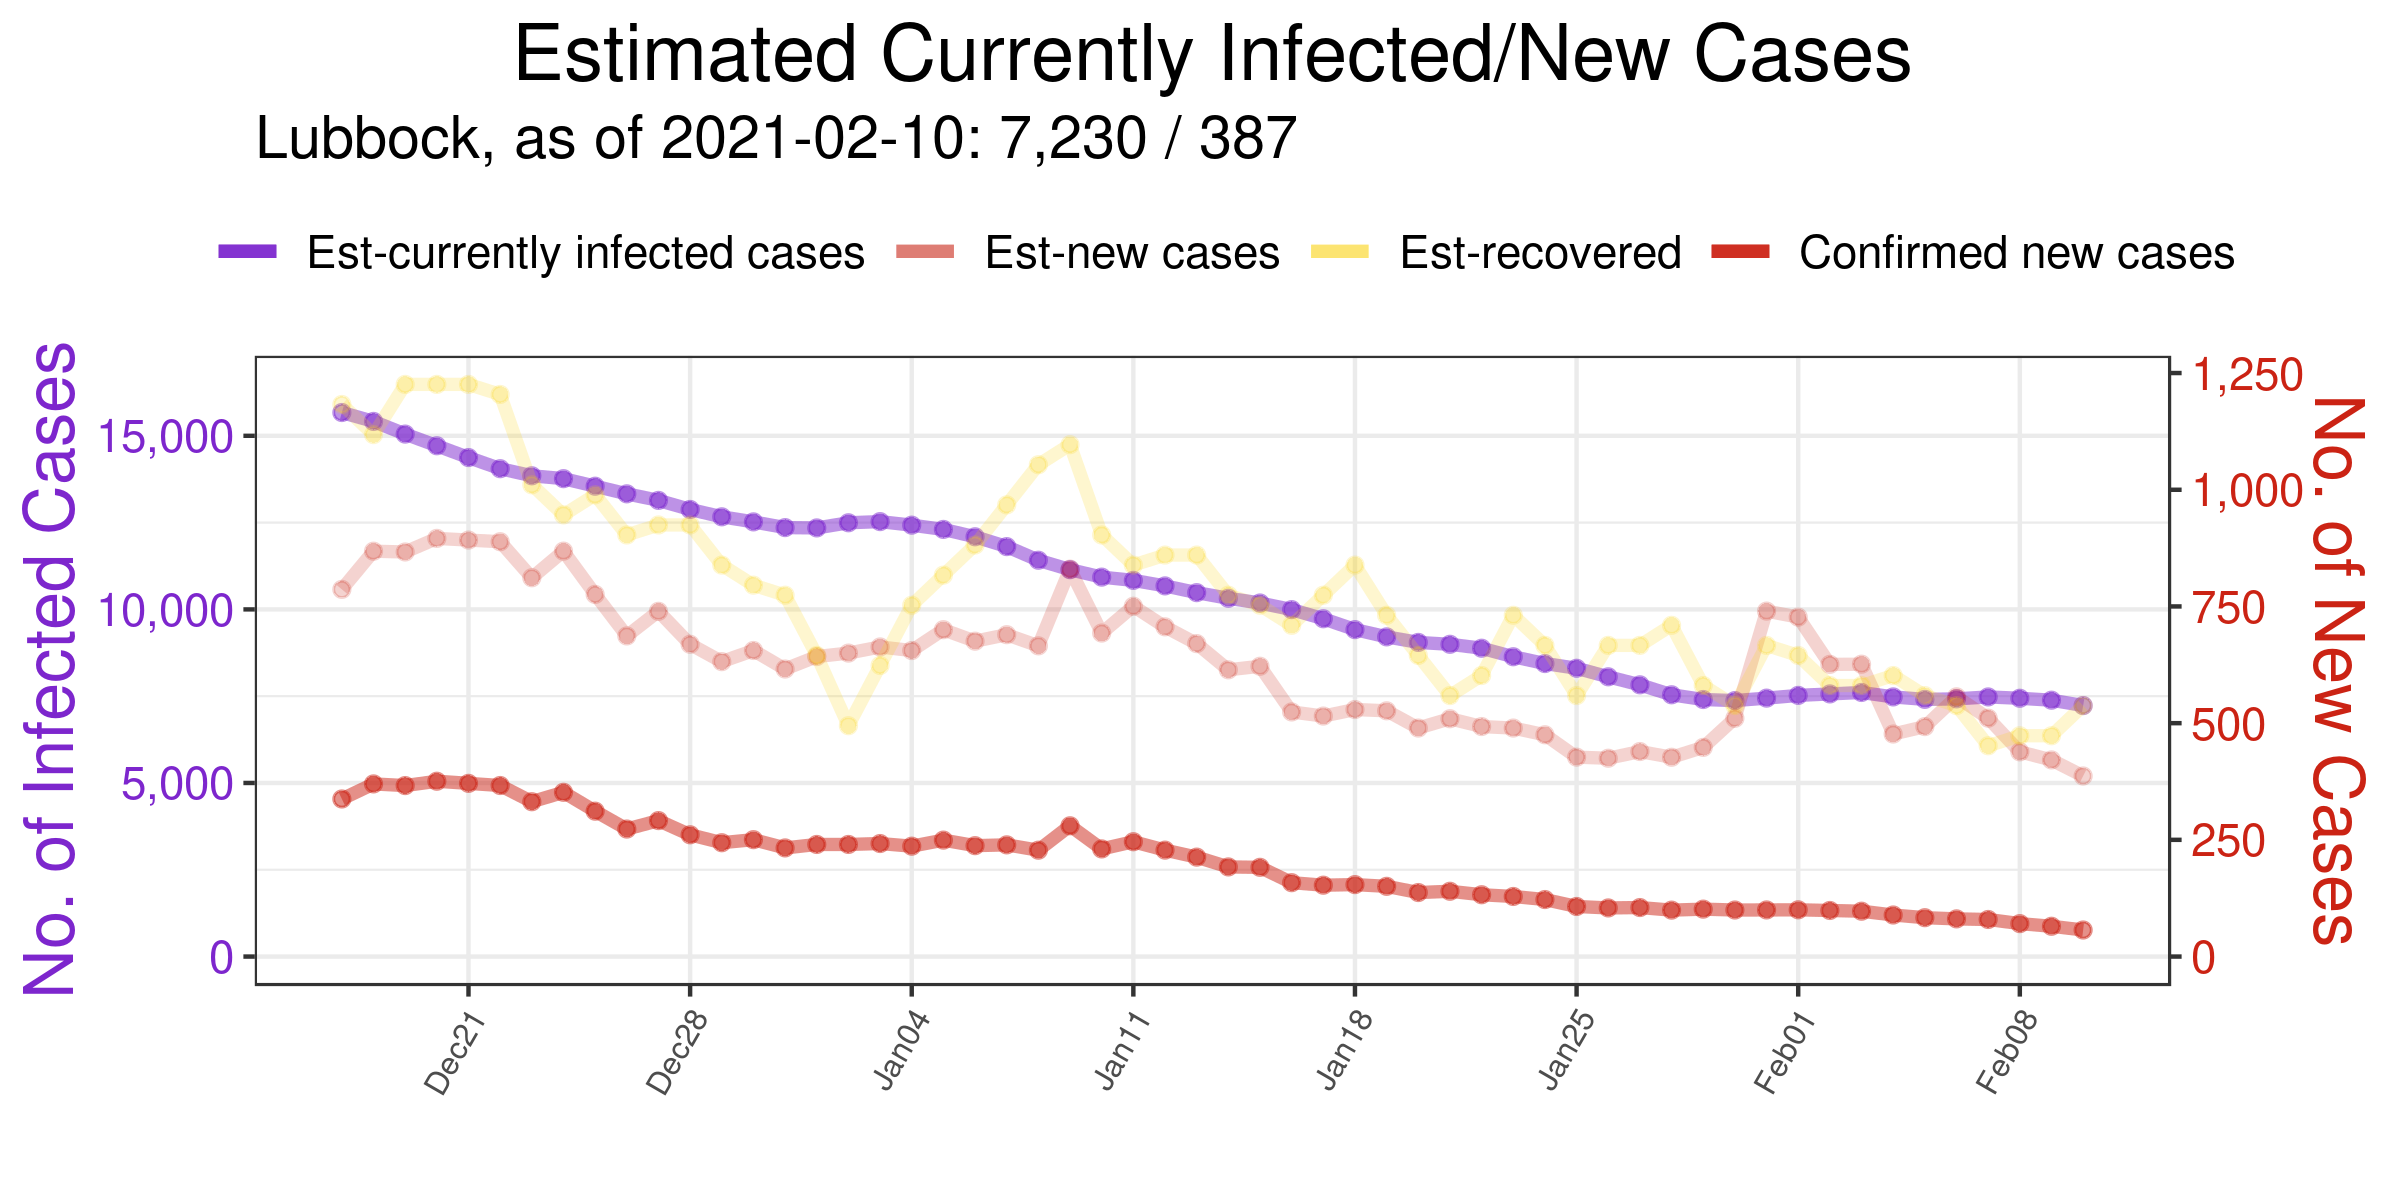 Estimated Currently Infected/New Cases
Lubbock, as of 2021-02-10: 7,230 / 387
Est-currently infected cases Est-new cases Est-recovered Confirmed new cases
No. of Infected Cases
15,000
10,000
5,000
0
1,250
1,000
750
500
250
0
No. of New Cases
Dec21 Dec28 Jan04 Jan11 Jan18 Jan25 Feb01 Feb08